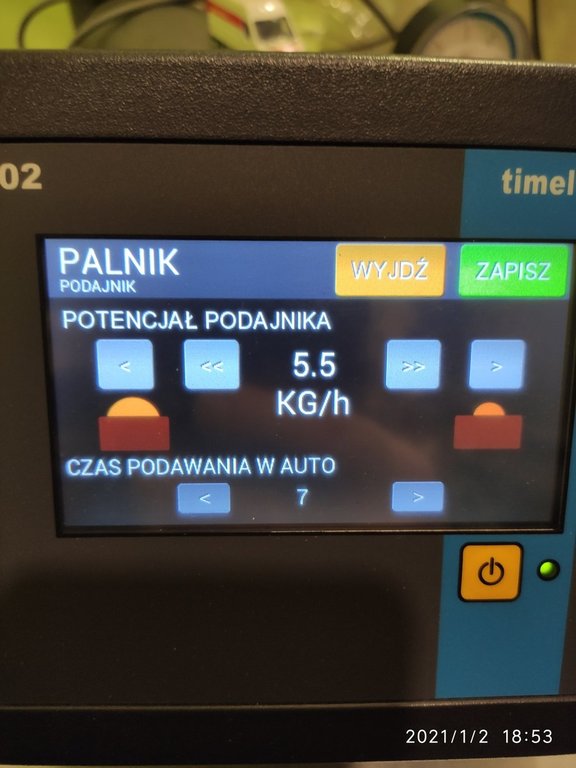 02
timel
PALNIK
PODAJNIK
WYJDŹ
ZAPISZ
POTENCJAŁ PODAJNIKA
< << 5.5 >> >
KG/h
CZAS PODAWANIA W AUTO
< 7 >
2021/1/2 18:53